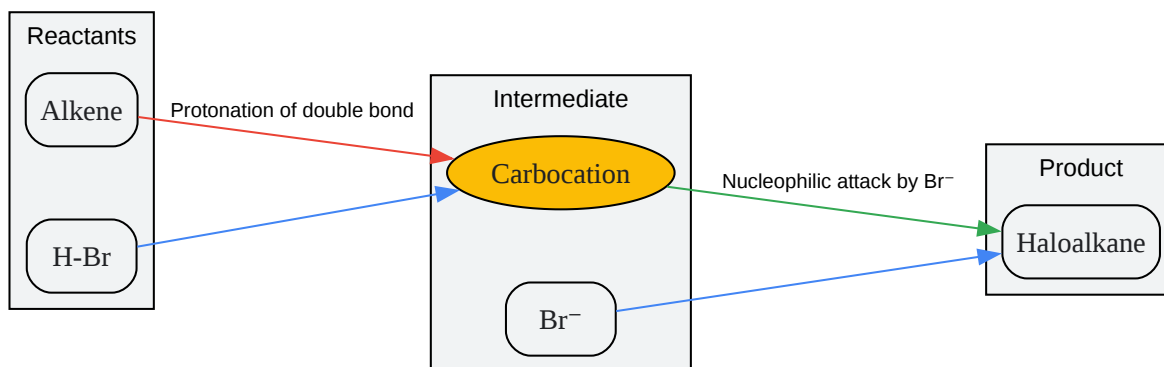 Reactants
Alkene
H-Br
Protonation of double bond
Intermediate
Carbocation
Br⁻
Nucleophilic attack by Br⁻
Product
Haloalkane